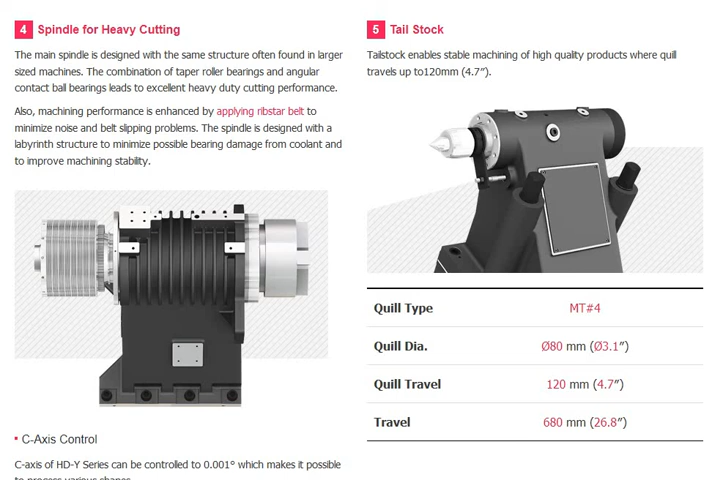 4 Spindle for Heavy Cutting
The main spindle is designed with the same structure often found in larger
sized machines. The combination of taper roller bearings and angular
contact ball bearings leads to excellent heavy duty cutting performance.
Also, machining performance is enhanced by applying ribstar belt to
minimize noise and belt slipping problems. The spindle is designed with a
labyrinth structure to minimize possible bearing damage from coolant and
to improve machining stability.
• C-Axis Control
C-axis of HD-Y Series can be controlled to 0.001° which makes it possible
to process various shapes
5 Tail Stock
Tailstock enables stable machining of high quality products where quill
travels up to120mm (4.7″).
Quill Type MT#4
Quill Dia. Ø80 mm (Ø3.1″)
Quill Travel 120 mm (4.7″)
Travel 680 mm (26.8″)